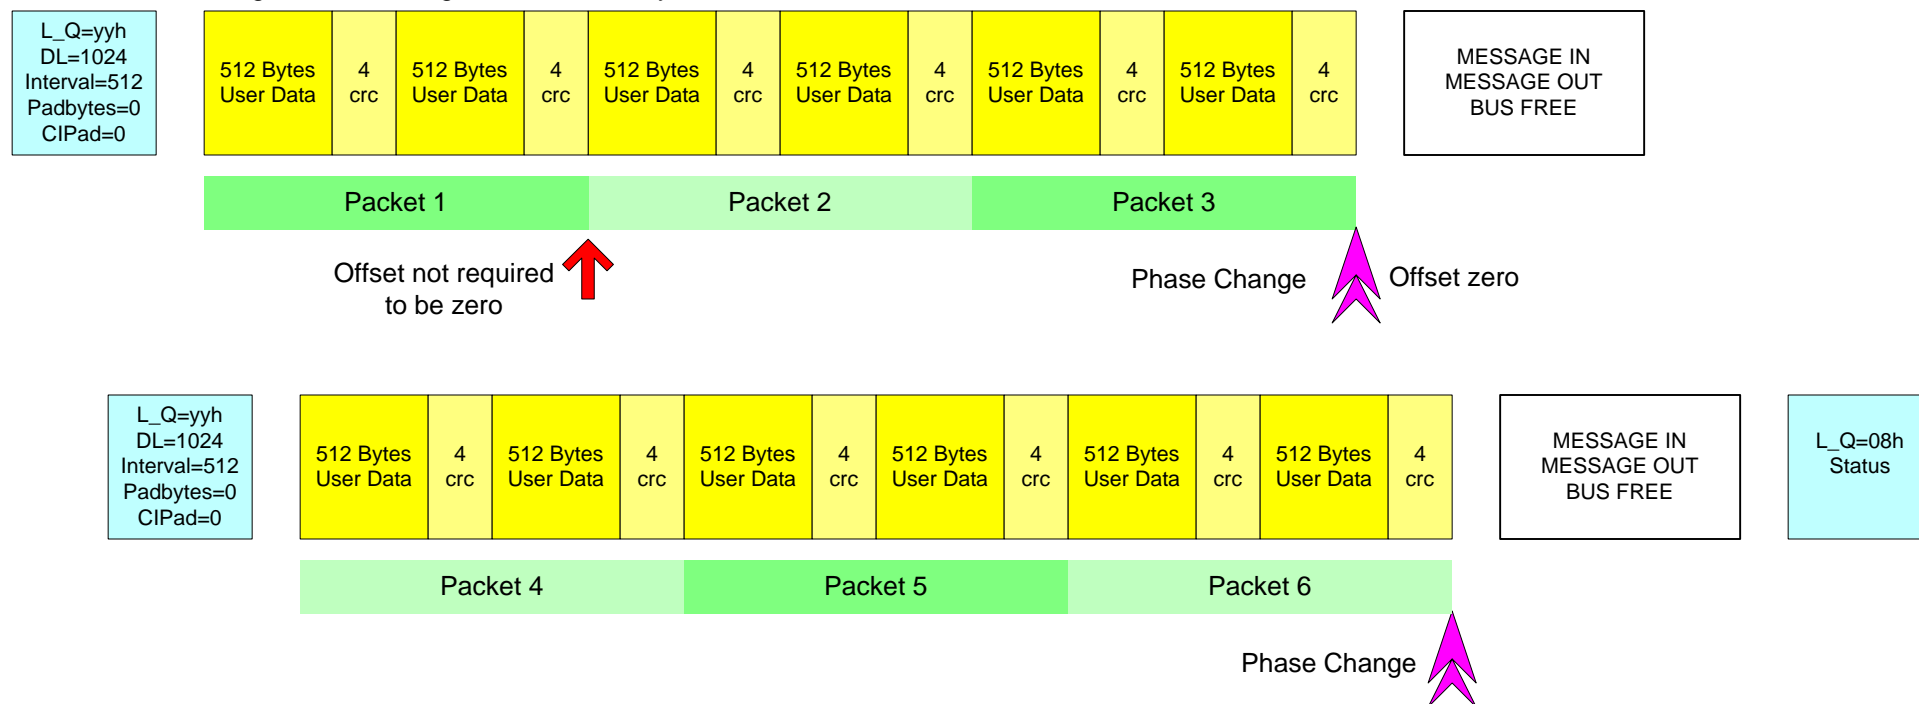 L_Q=yyh
DL=1024
Interval=512
Padbytes=0
CIPad=0
512 Bytes
User Data
4
crc
512 Bytes
User Data
4
crc
512 Bytes
User Data
4
crc
512 Bytes
User Data
4
crc
512 Bytes
User Data
4
crc
512 Bytes
User Data
4
crc
MESSAGE IN
MESSAGE OUT
BUS FREE
Packet 1
Packet 2
Packet 3
Offset not required
to be zero
Phase Change
Offset zero
L_Q=yyh
DL=1024
Interval=512
Padbytes=0
CIPad=0
512 Bytes
User Data
4
crc
512 Bytes
User Data
4
crc
512 Bytes
User Data
4
crc
512 Bytes
User Data
4
crc
512 Bytes
User Data
4
crc
512 Bytes
User Data
4
crc
MESSAGE IN
MESSAGE OUT
BUS FREE
L_Q=08h
Status
Packet 4
Packet 5
Packet 6
Phase Change